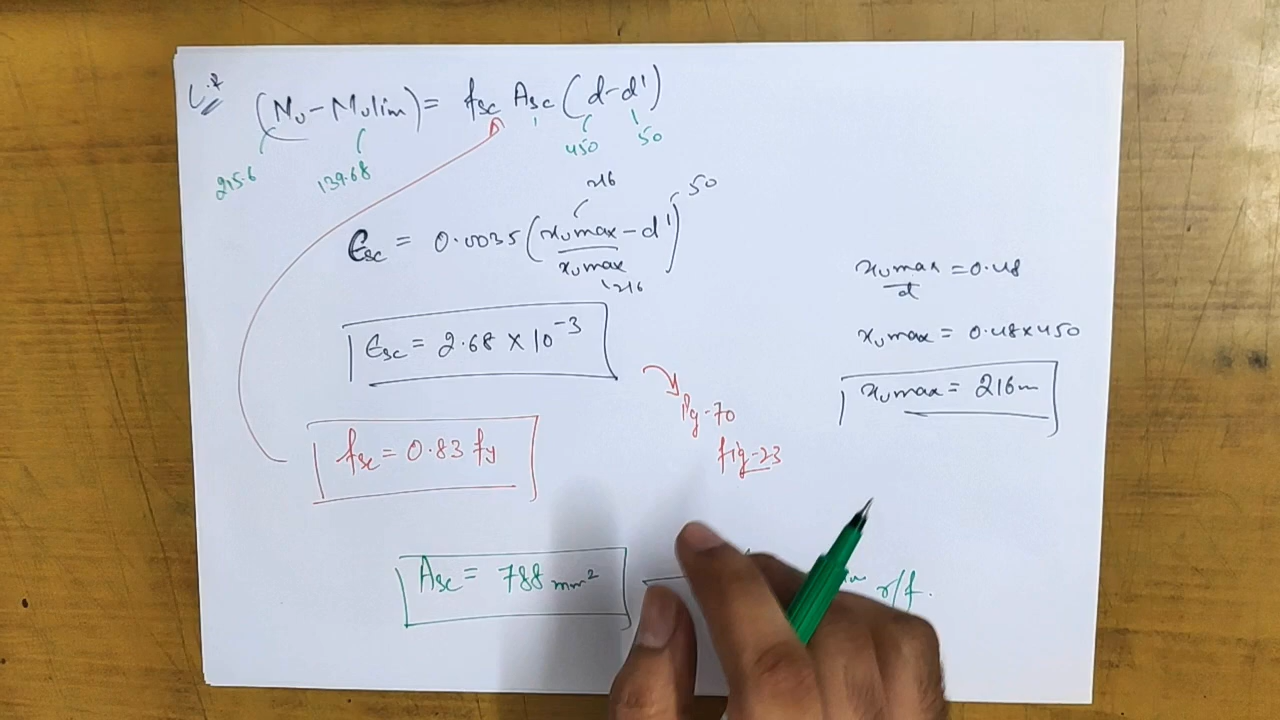 (Mu - Mulim) = fsc Asc (d-d')
215.6 139.68 450 50
216 50
Esc = 0.0035 (xumax - d' / xumax)
216
Esc = 2.68 × 10⁻³
fsc = 0.83 fy
Pg-70
fig-23
xumax / d = 0.48
xumax = 0.48×450
xumax = 216m
Asc = 788 mm²
r/f.